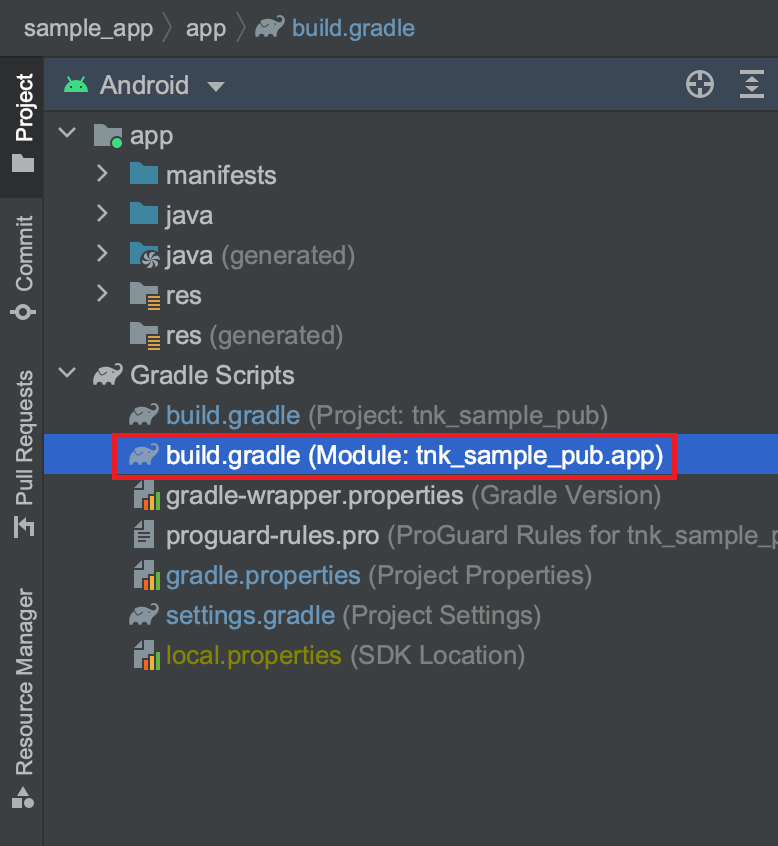 sample_app app build.gradle
Project
Commit
Pull Requests
Resource Manager
Android
app
manifests
java
java (generated)
res
res (generated)
Gradle Scripts
build.gradle (Project: tnk_sample_pub)
build.gradle (Module: tnk_sample_pub.app)
gradle-wrapper.properties (Gradle Version)
proguard-rules.pro (ProGuard Rules for tnk_sample_p
gradle.properties (Project Properties)
settings.gradle (Project Settings)
local.properties (SDK Location)